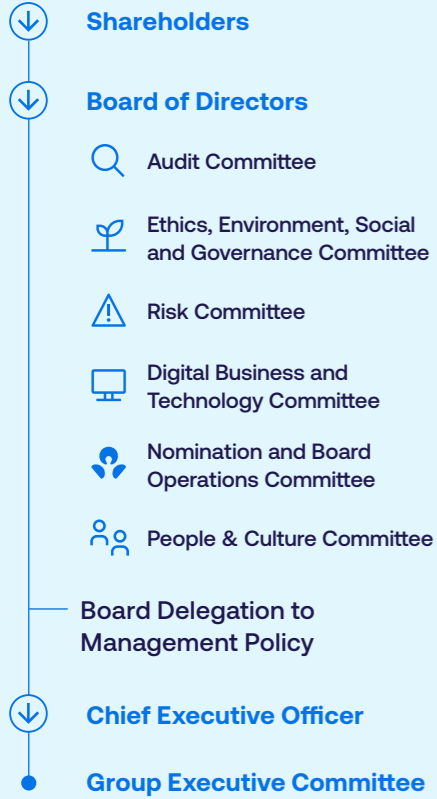 Shareholders
Board of Directors
Audit Committee
Ethics, Environment, Social
and Governance Committee
Risk Committee
Digital Business and
Technology Committee
Nomination and Board
Operations Committee
People & Culture Committee
Board Delegation to
Management Policy
Chief Executive Officer
Group Executive Committee